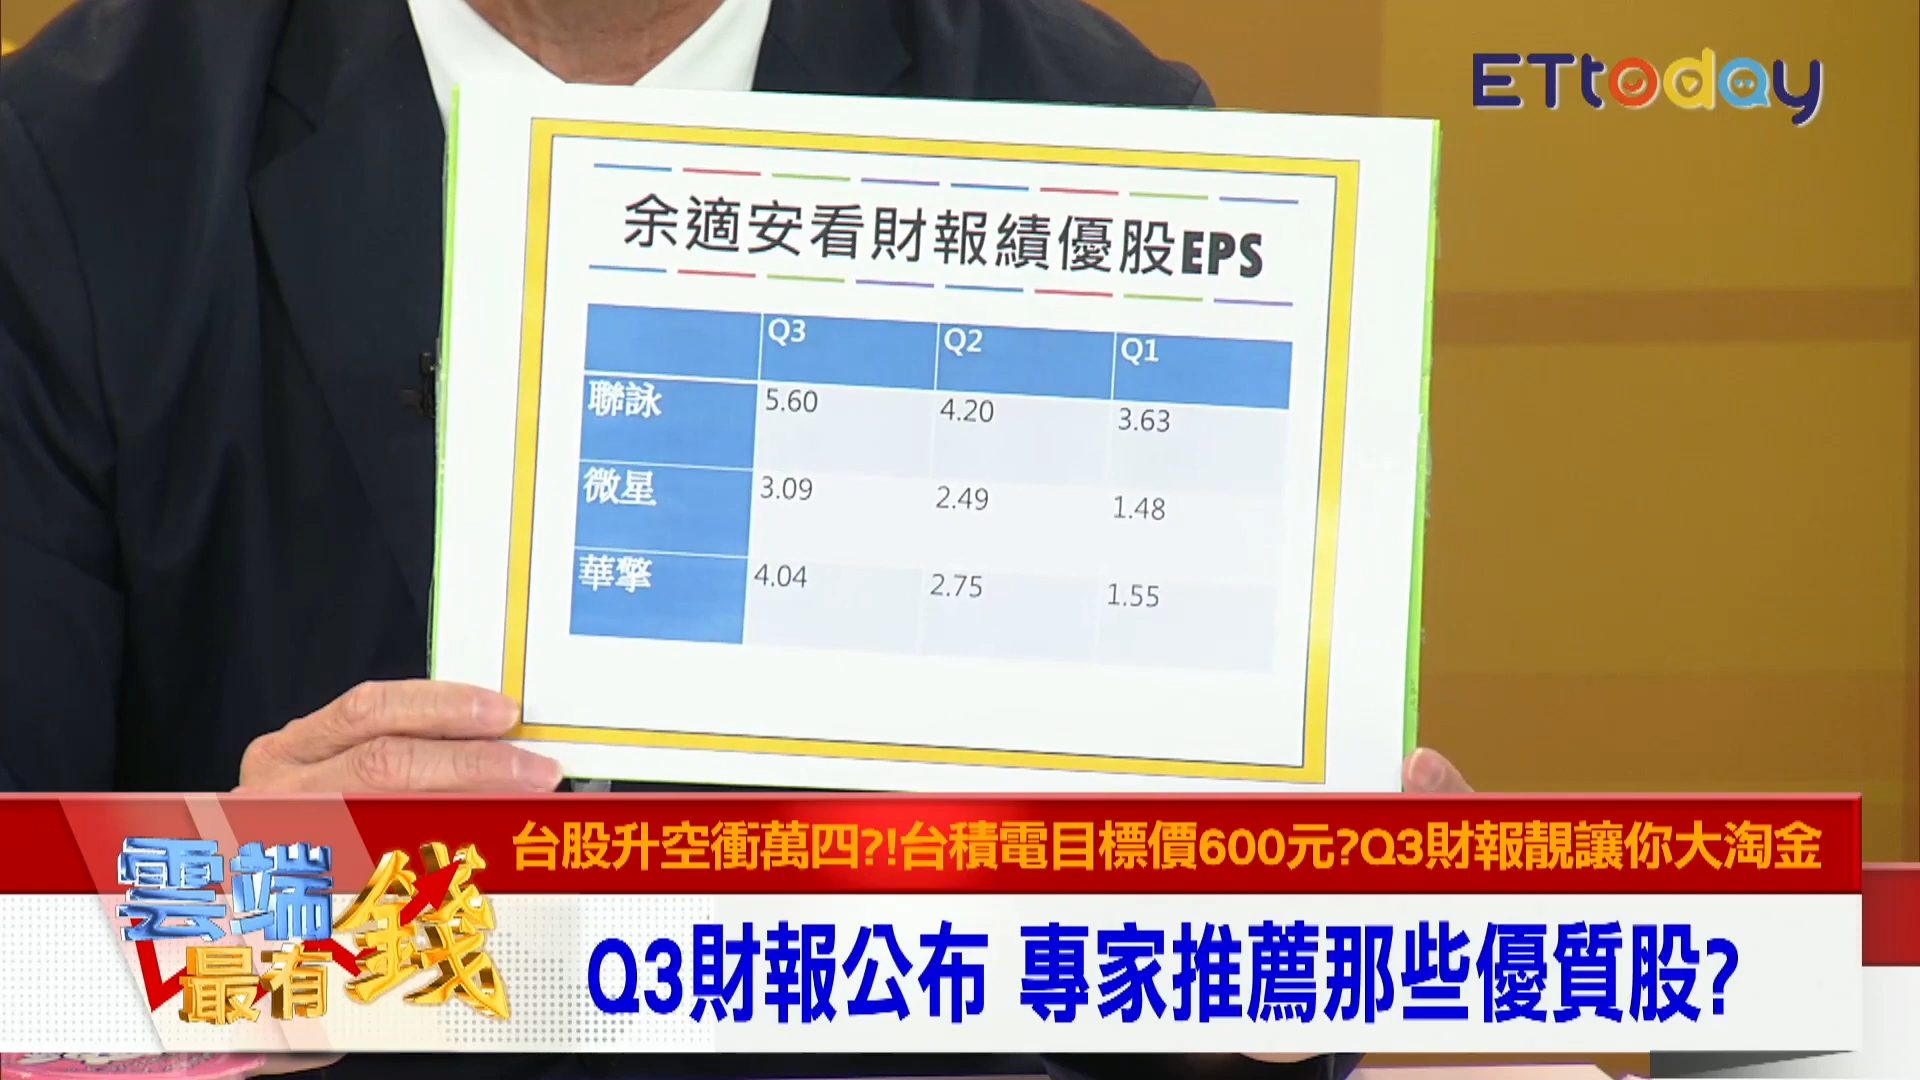 ETtoday
余適安看財報績優股EPS
Q3 Q2 Q1
聯詠 5.60 4.20 3.63
微星 3.09 2.49 1.48
華擎 4.04 2.75 1.55
台股升空衝萬四?!台積電目標價600元?Q3財報靚讓你大淘金
雲端最有錢
Q3財報公布 專家推薦那些優質股?